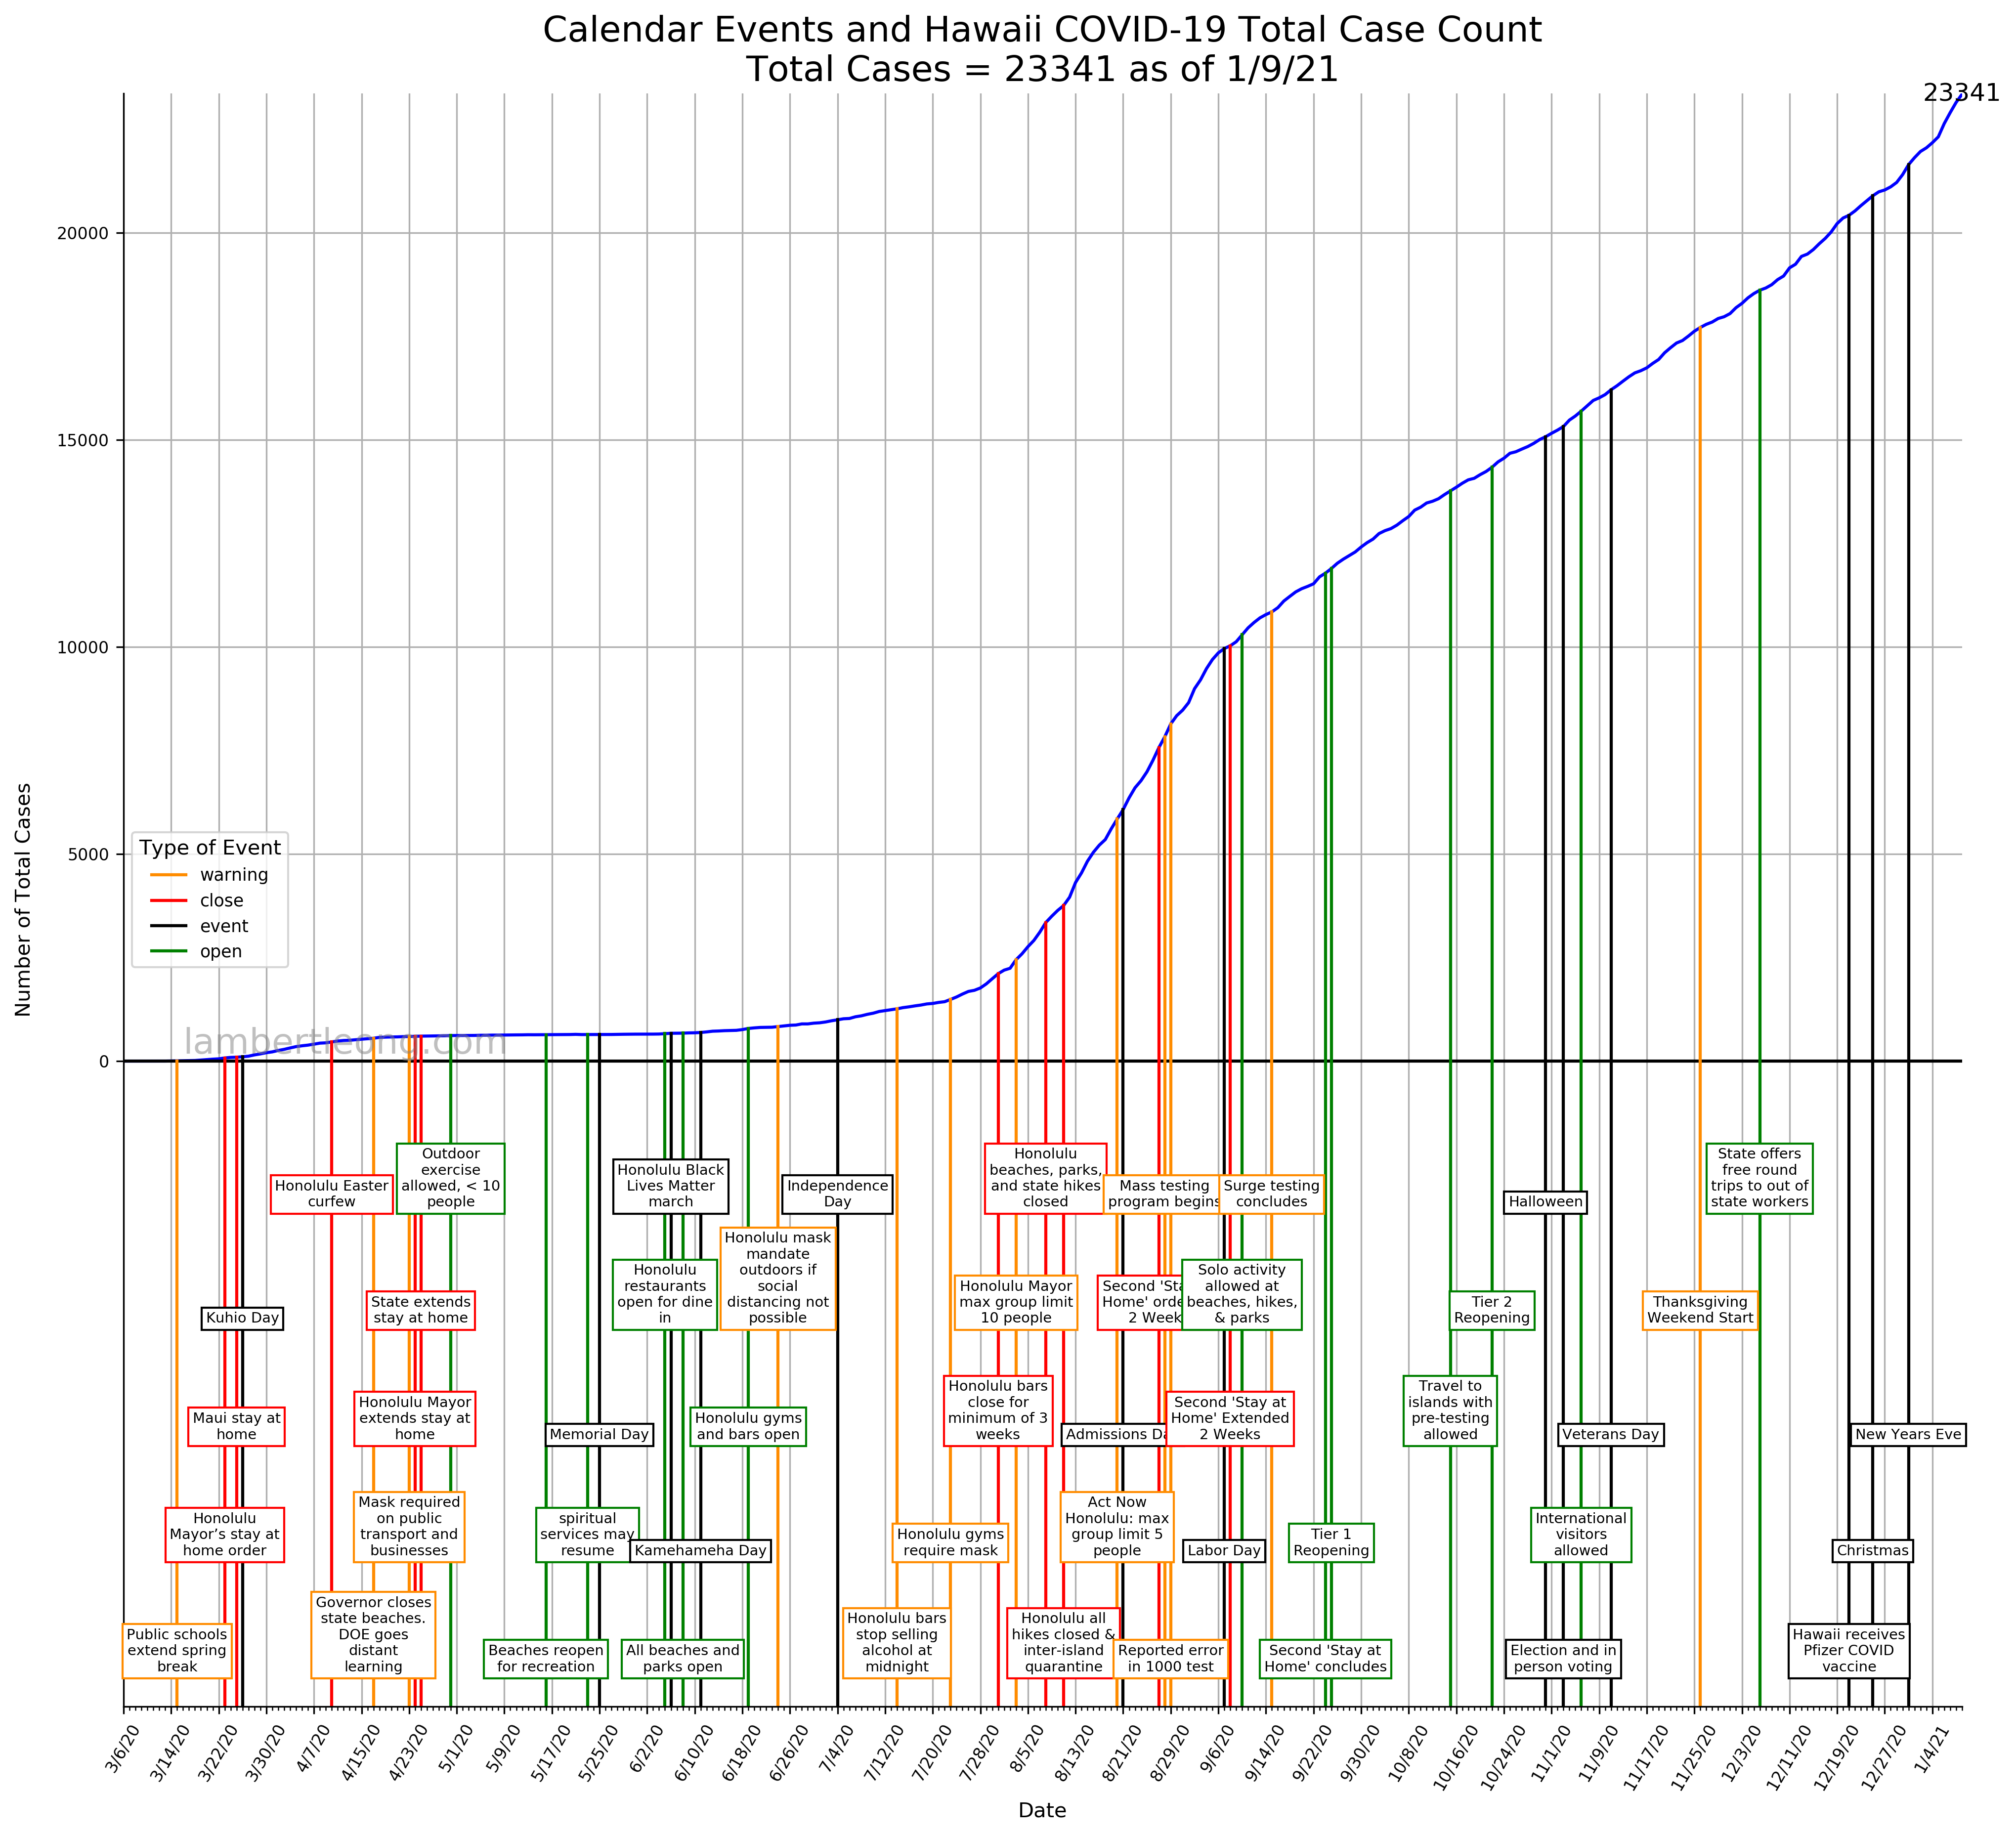 Calendar Events and Hawaii COVID-19 Total Case Count
Total Cases = 23341 as of 1/9/21
23341
20000
15000
10000
5000
0
Number of Total Cases
Type of Event
warning
close
event
open
lambertleong.com
Outdoor
exercise
allowed, < 10
people
Honolulu Easter
curfew
Honolulu Black
Lives Matter
march
Independence
Day
Honolulu
beaches, parks,
and state hikes
closed
Mass testing
program begins
Surge testing
concludes
Halloween
State offers
free round
trips to out of
state workers
Kuhio Day
State extends
stay at home
Honolulu
restaurants
open for dine
in
Honolulu mask
mandate
outdoors if
social
distancing not
possible
Honolulu Mayor
max group limit
10 people
Second 'Sta
Home' orde
2 Week
Solo activity
allowed at
beaches, hikes,
& parks
Tier 2
Reopening
Thanksgiving
Weekend Start
Maui stay at
home
Honolulu Mayor
extends stay at
home
Memorial Day
Honolulu gyms
and bars open
Honolulu bars
close for
minimum of 3
weeks
Admissions Da
Second 'Stay at
Home' Extended
2 Weeks
Travel to
islands with
pre-testing
allowed
Veterans Day
New Years Eve
Honolulu
Mayor’s stay at
home order
Mask required
on public
transport and
businesses
spiritual
services may
resume
Kamehameha Day
Honolulu gyms
require mask
Act Now
Honolulu: max
group limit 5
people
Labor Day
Tier 1
Reopening
International
visitors
allowed
Christmas
Public schools
extend spring
break
Governor closes
state beaches.
DOE goes
distant
learning
Beaches reopen
for recreation
All beaches and
parks open
Honolulu bars
stop selling
alcohol at
midnight
Honolulu all
hikes closed &
inter-island
quarantine
Reported error
in 1000 test
Second 'Stay at
Home' concludes
Election and in
person voting
Hawaii receives
Pfizer COVID
vaccine
3/6/20
3/14/20
3/22/20
3/30/20
4/7/20
4/15/20
4/23/20
5/1/20
5/9/20
5/17/20
5/25/20
6/2/20
6/10/20
6/18/20
6/26/20
7/4/20
7/12/20
7/20/20
7/28/20
8/5/20
8/13/20
8/21/20
8/29/20
9/6/20
9/14/20
9/22/20
9/30/20
10/8/20
10/16/20
10/24/20
11/1/20
11/9/20
11/17/20
11/25/20
12/3/20
12/11/20
12/19/20
12/27/20
1/4/21
Date